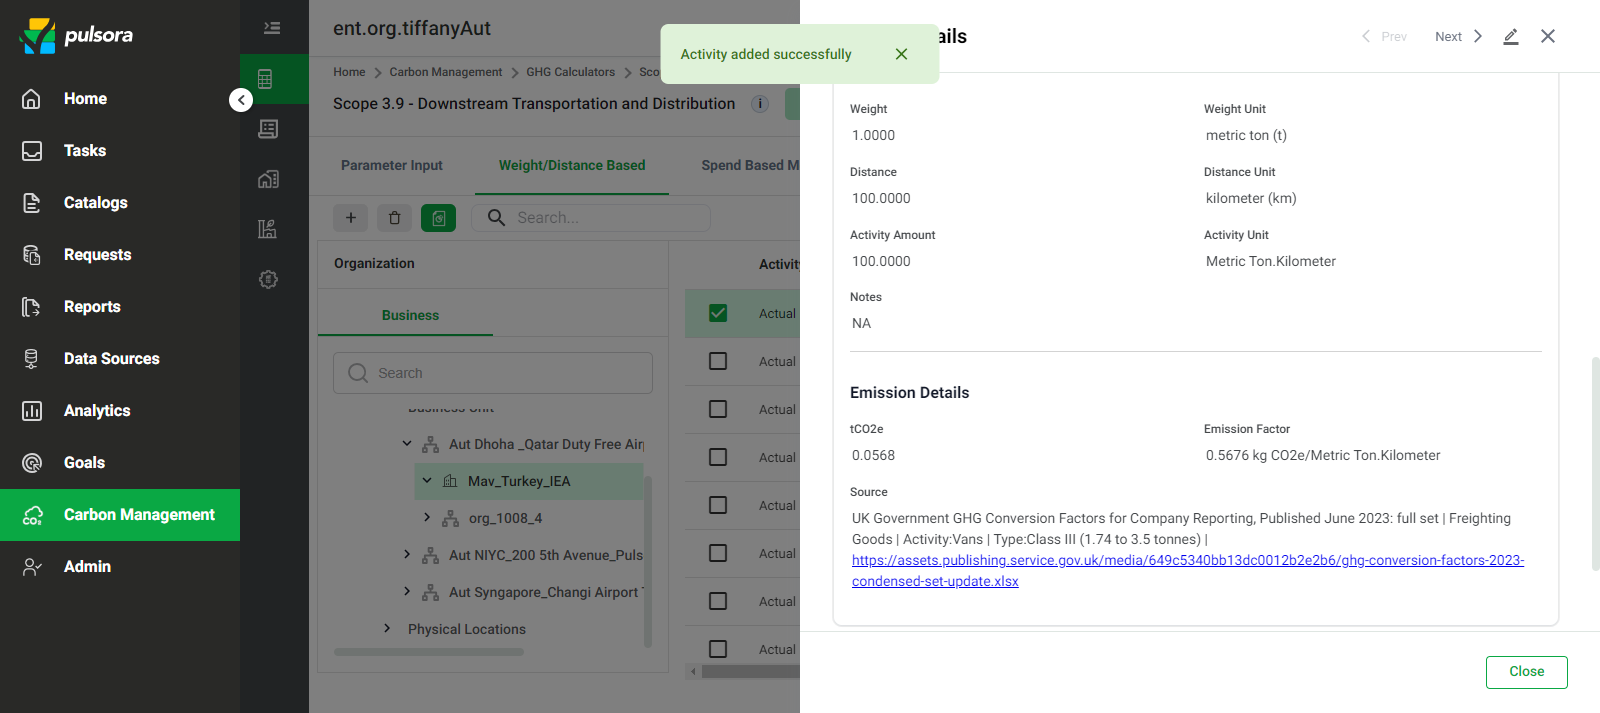 pulsora
Home
Tasks
Catalogs
Requests
Reports
Data Sources
Analytics
Goals
Carbon Management
Admin
ent.org.tiffanyAut
Home > Carbon Management > GHG Calculators > Sco
Scope 3.9 - Downstream Transportation and Distribution i
Parameter Input Weight/Distance Based Spend Based M
Search...
Organization
Business
Search
Business Unit
Aut Dhoha _Qatar Duty Free Air
Mav_Turkey_IEA
org_1008_4
Aut NIYC_200 5th Avenue_Puls
Aut Syngapore_Changi Airport T
Physical Locations
Activity
Actual
Actual
Actual
Actual
Actual
Actual
Actual
Actual
Activity added successfully
ails
Prev Next
Weight Weight Unit
1.0000 metric ton (t)
Distance Distance Unit
100.0000 kilometer (km)
Activity Amount Activity Unit
100.0000 Metric Ton.Kilometer
Notes
NA
Emission Details
tCO2e Emission Factor
0.0568 0.5676 kg CO2e/Metric Ton.Kilometer
Source
UK Government GHG Conversion Factors for Company Reporting, Published June 2023: full set | Freighting
Goods | Activity:Vans | Type:Class III (1.74 to 3.5 tonnes) |
https://assets.publishing.service.gov.uk/media/649c5340bb13dc0012b2e2b6/ghg-conversion-factors-2023-
condensed-set-update.xlsx
Close